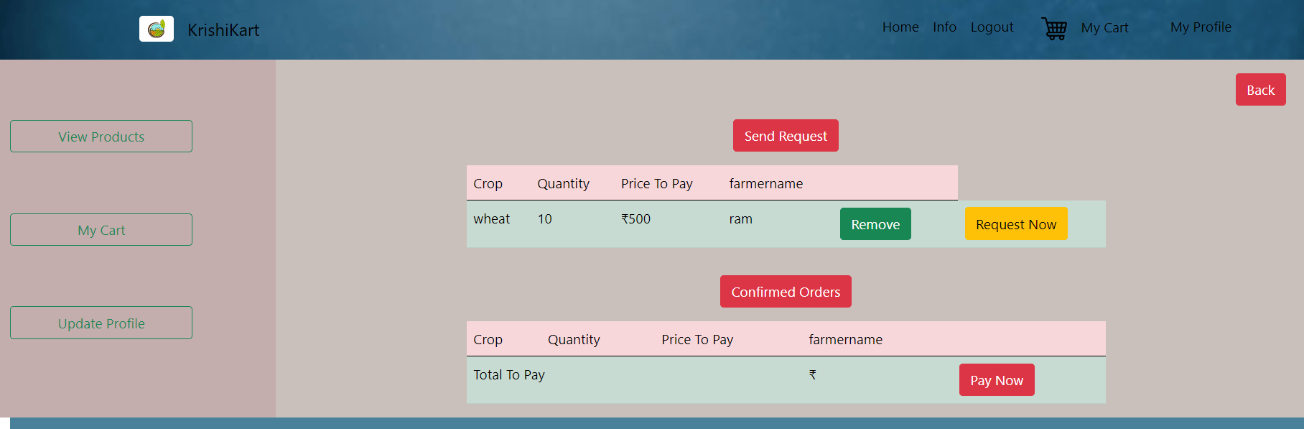 KrishiKart Home Info Logout My Cart My Profile
Back
View Products
Send Request
Crop Quantity Price To Pay farmername
wheat 10 ₹500 ram Remove Request Now
My Cart
Confirmed Orders
Update Profile
Crop Quantity Price To Pay farmername
Total To Pay ₹ Pay Now